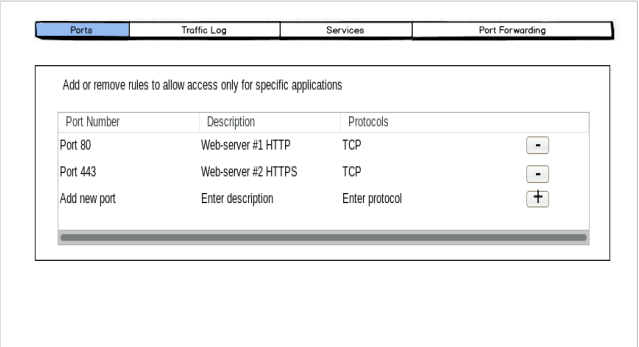 Ports Traffic Log Services Port Forwarding
Add or remove rules to allow access only for specific applications
Port Number Description Protocols
Port 80 Web-server #1 HTTP TCP -
Port 443 Web-server #2 HTTPS TCP -
Add new port Enter description Enter protocol +